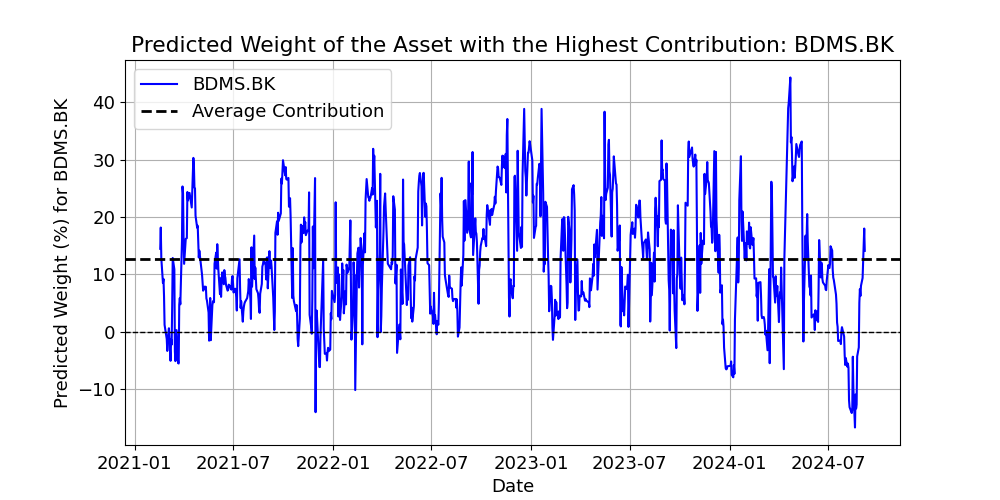 Predicted Weight of the Asset with the Highest Contribution: BDMS.BK
BDMS.BK
Average Contribution
Predicted Weight (%) for BDMS.BK
40
30
20
10
0
−10
2021-01 2021-07 2022-01 2022-07 2023-01 2023-07 2024-01 2024-07
Date